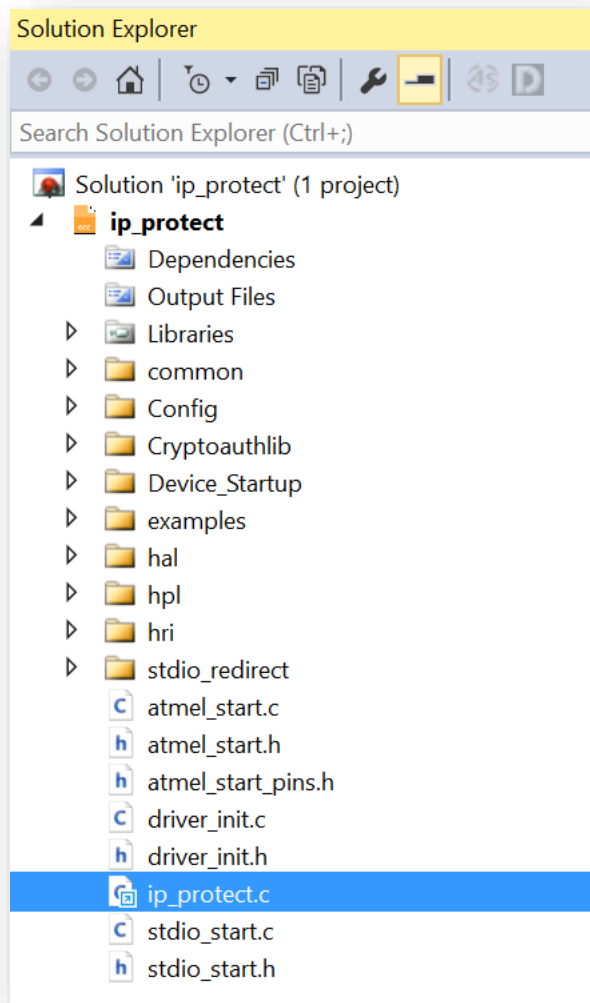 Solution Explorer
Search Solution Explorer (Ctrl+;)
Solution 'ip_protect' (1 project)
ip_protect
Dependencies
Output Files
Libraries
common
Config
Cryptoauthlib
Device_Startup
examples
hal
hpl
hri
stdio_redirect
atmel_start.c
atmel_start.h
atmel_start_pins.h
driver_init.c
driver_init.h
ip_protect.c
stdio_start.c
stdio_start.h